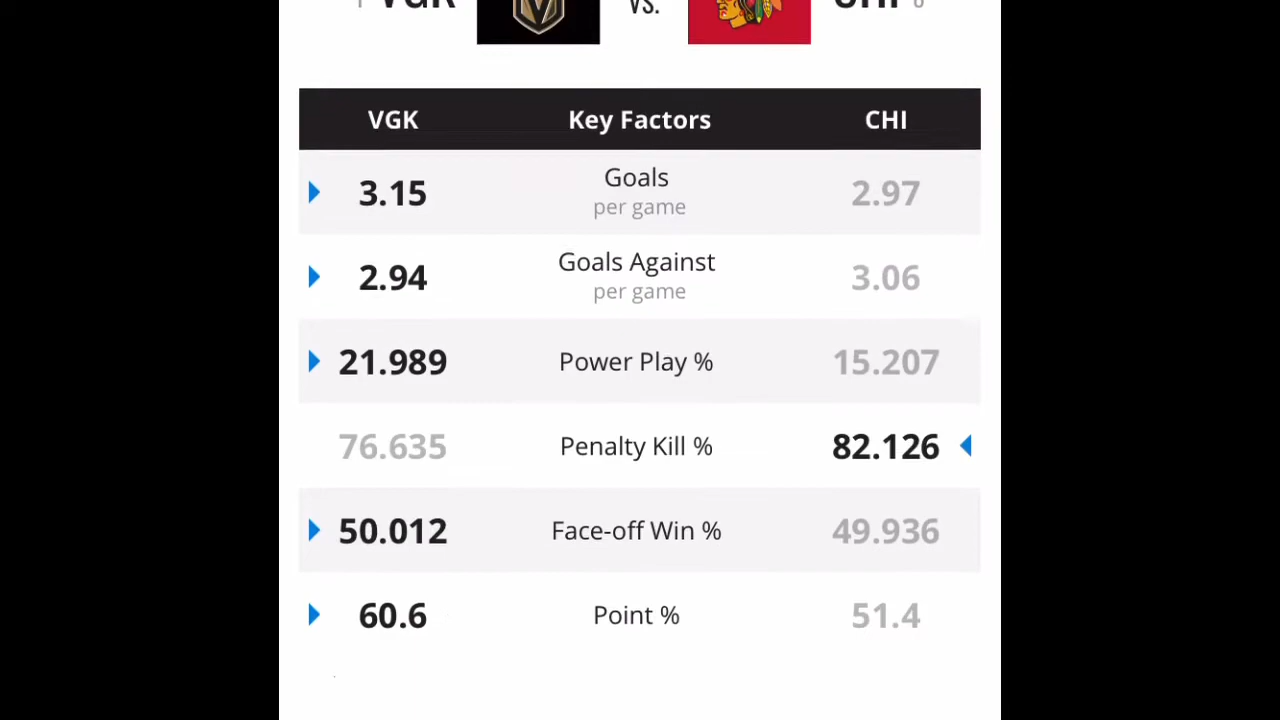 VGK vs. CHI
VGK Key Factors CHI
3.15 Goals per game 2.97
2.94 Goals Against per game 3.06
21.989 Power Play % 15.207
76.635 Penalty Kill % 82.126
50.012 Face-off Win % 49.936
60.6 Point % 51.4